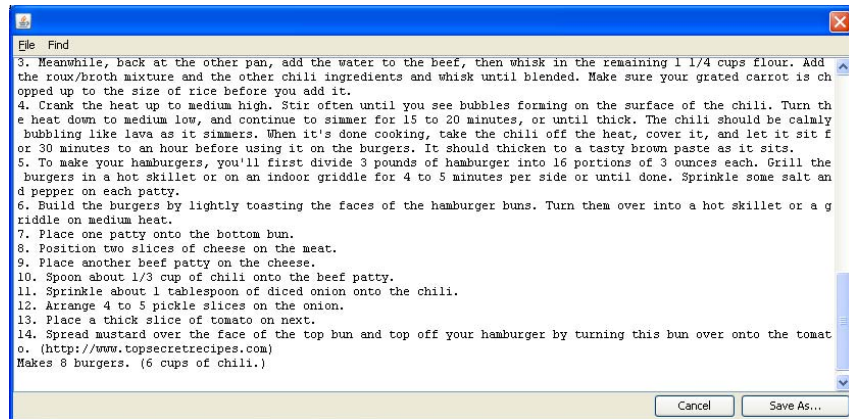 File Find
3. Meanwhile, back at the other pan, add the water to the beef, then whisk in the remaining 1 1/4 cups flour. Add
the roux/broth mixture and the other chili ingredients and whisk until blended. Make sure your grated carrot is ch
opped up to the size of rice before you add it.
4. Crank the heat up to medium high. Stir often until you see bubbles forming on the surface of the chili. Turn th
e heat down to medium low, and continue to simmer for 15 to 20 minutes, or until thick. The chili should be calmly
bubbling like lava as it simmers. When it's done cooking, take the chili off the heat, cover it, and let it sit f
or 30 minutes to an hour before using it on the burgers. It should thicken to a tasty brown paste as it sits.
5. To make your hamburgers, you'll first divide 3 pounds of hamburger into 16 portions of 3 ounces each. Grill the
burgers in a hot skillet or on an indoor griddle for 4 to 5 minutes per side or until done. Sprinkle some salt an
d pepper on each patty.
6. Build the burgers by lightly toasting the faces of the hamburger buns. Turn them over into a hot skillet or a g
riddle on medium heat.
7. Place one patty onto the bottom bun.
8. Position two slices of cheese on the meat.
9. Place another beef patty on the cheese.
10. Spoon about 1/3 cup of chili onto the beef patty.
11. Sprinkle about 1 tablespoon of diced onion onto the chili.
12. Arrange 4 to 5 pickle slices on the onion.
13. Place a thick slice of tomato on next.
14. Spread mustard over the face of the top bun and top off your hamburger by turning this bun over onto the tomat
o. (http://www.topsecretrecipes.com)
Makes 8 burgers. (6 cups of chili.)
Cancel Save As...